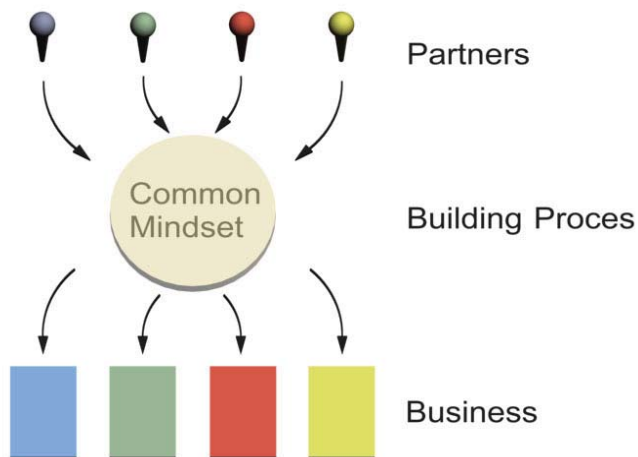 Partners
Common
Mindset
Building Proces
Business